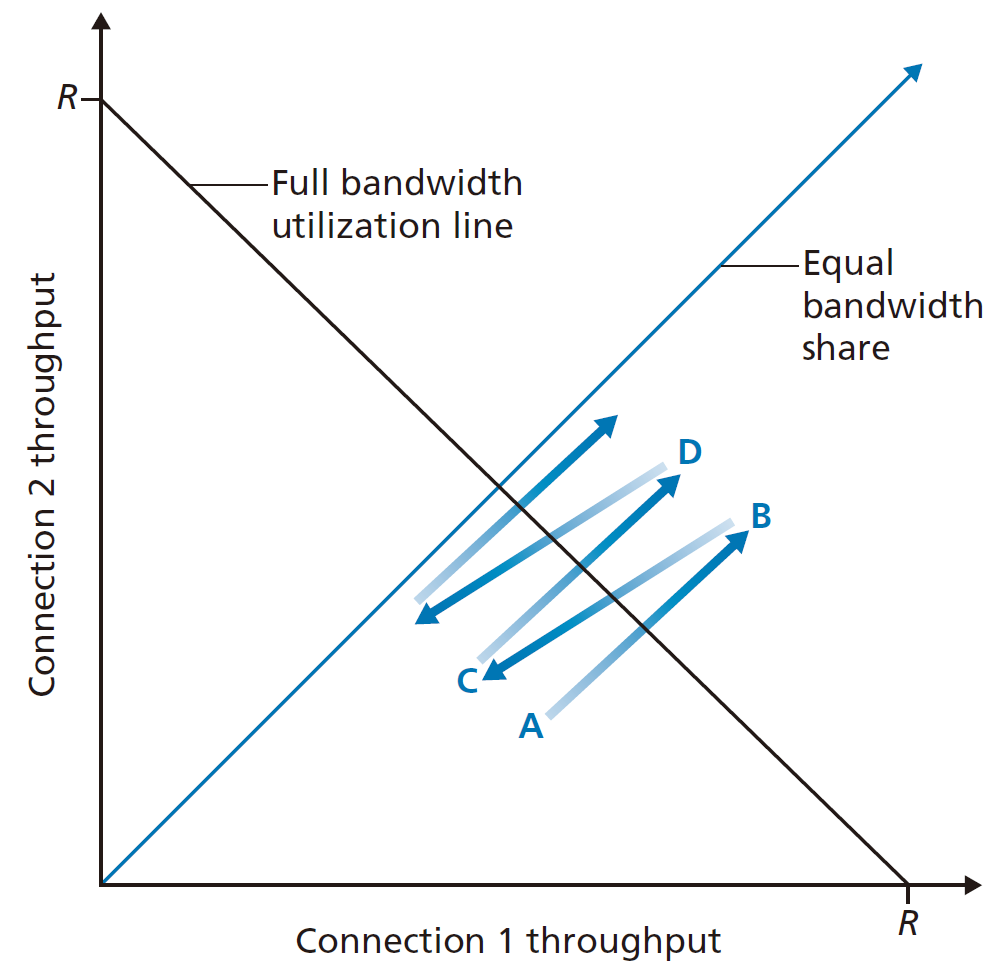 R
Full bandwidth
utilization line
Equal
bandwidth
share
Connection 2 throughput
D
B
C
A
R
Connection 1 throughput